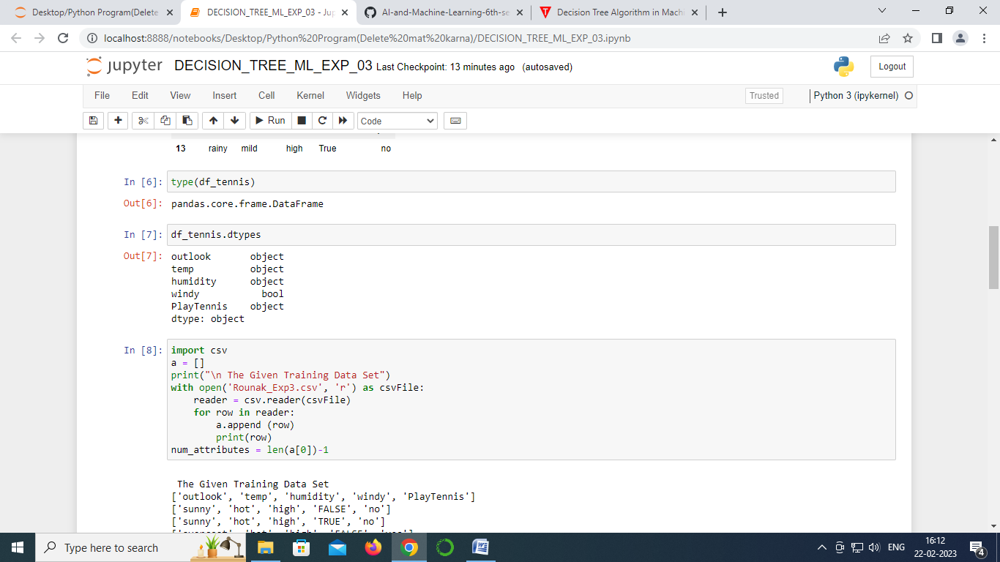 Desktop/Python Program(Delete
DECISION_TREE_ML_EXP_03 - Jup
AI-and-Machine-Learning-6th-se
Decision Tree Algorithm in Machi
localhost:8888/notebooks/Desktop/Python%20Program(Delete%20mat%20karna)/DECISION_TREE_ML_EXP_03.ipynb
jupyter DECISION_TREE_ML_EXP_03 Last Checkpoint: 13 minutes ago (autosaved)
Logout
File Edit View Insert Cell Kernel Widgets Help
Trusted
Python 3 (ipykernel)
Run
Code
13 rainy mild high True no
In [6]: type(df_tennis)
Out[6]: pandas.core.frame.DataFrame
In [7]: df_tennis.dtypes
Out[7]: outlook object
temp object
humidity object
windy bool
PlayTennis object
dtype: object
In [8]: import csv
a = []
print("\n The Given Training Data Set")
with open('Rounak_Exp3.csv', 'r') as csvFile:
reader = csv.reader(csvFile)
for row in reader:
a.append (row)
print(row)
num_attributes = len(a[0])-1
The Given Training Data Set
['outlook', 'temp', 'humidity', 'windy', 'PlayTennis']
['sunny', 'hot', 'high', 'FALSE', 'no']
['sunny', 'hot', 'high', 'TRUE', 'no']
Type here to search
ENG
16:12
22-02-2023
4